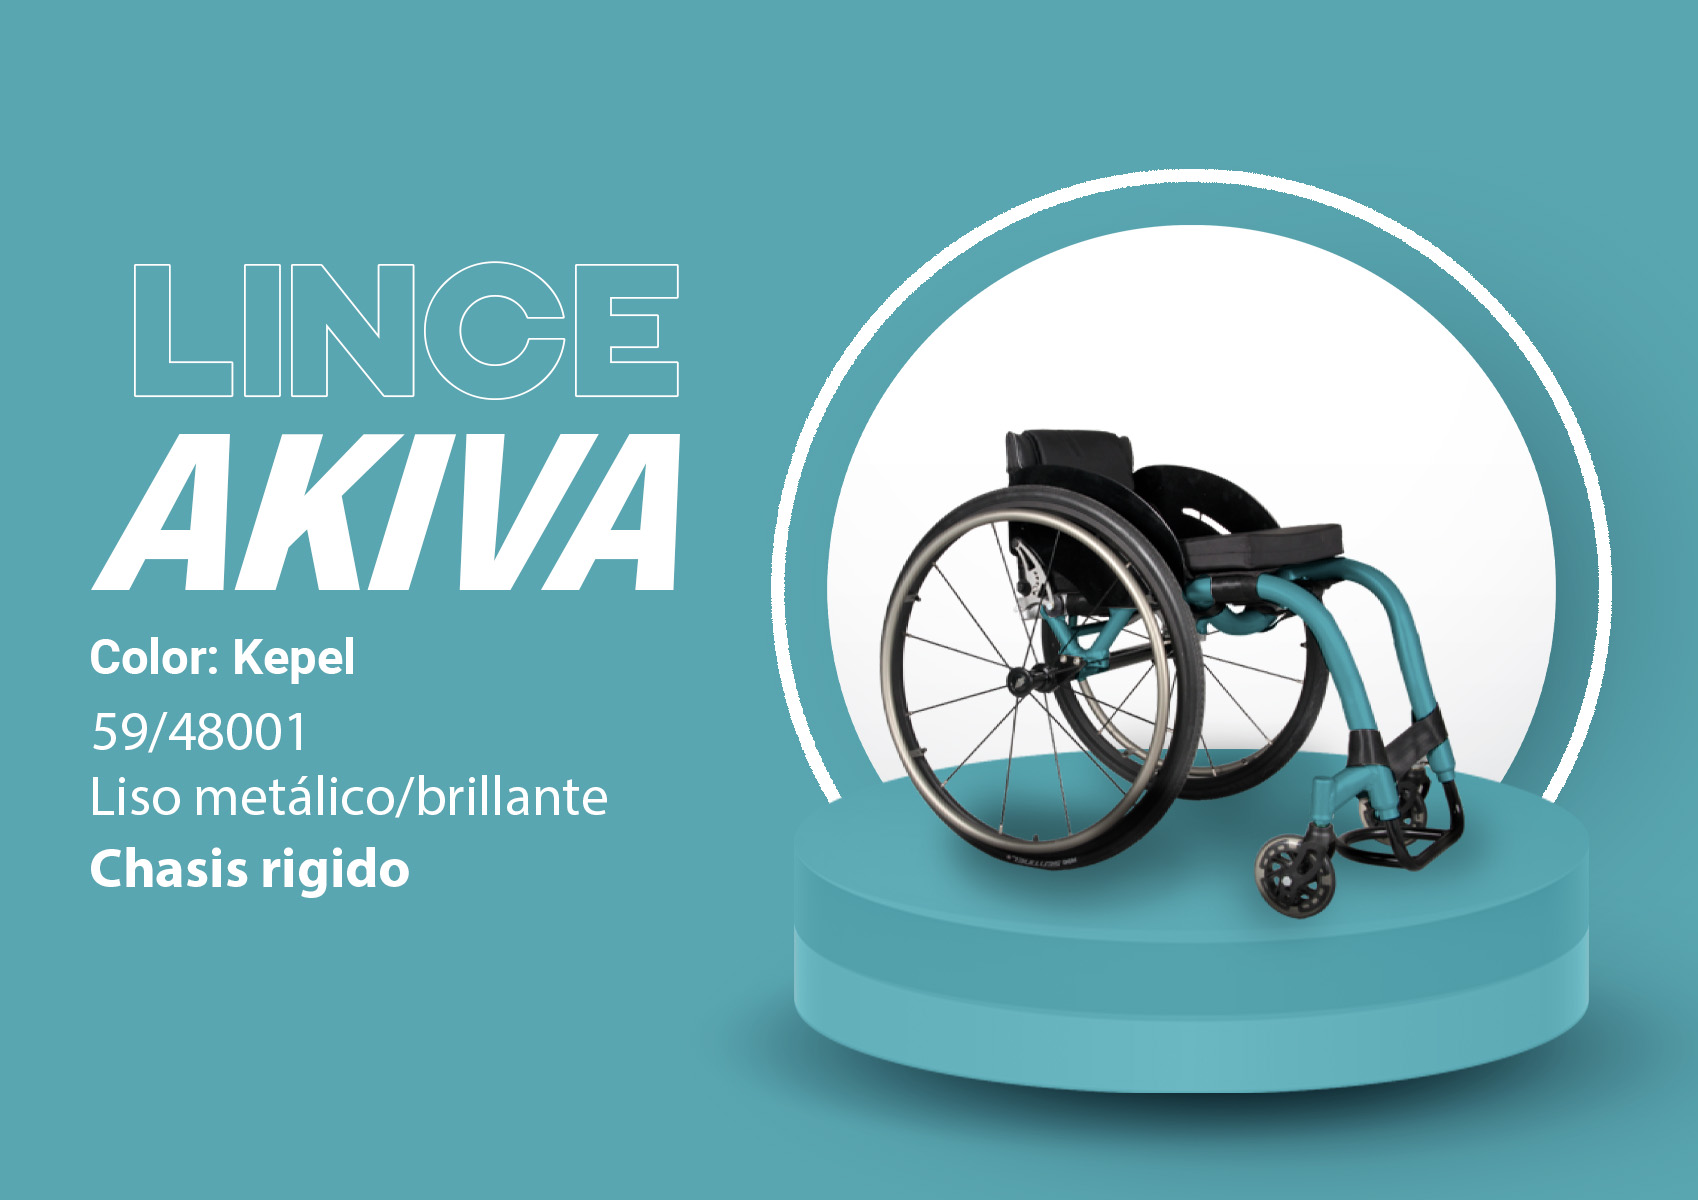 LINCE
AKIVA
Color: Kepel
59/48001
Liso metálico/brillante
Chasis rigido